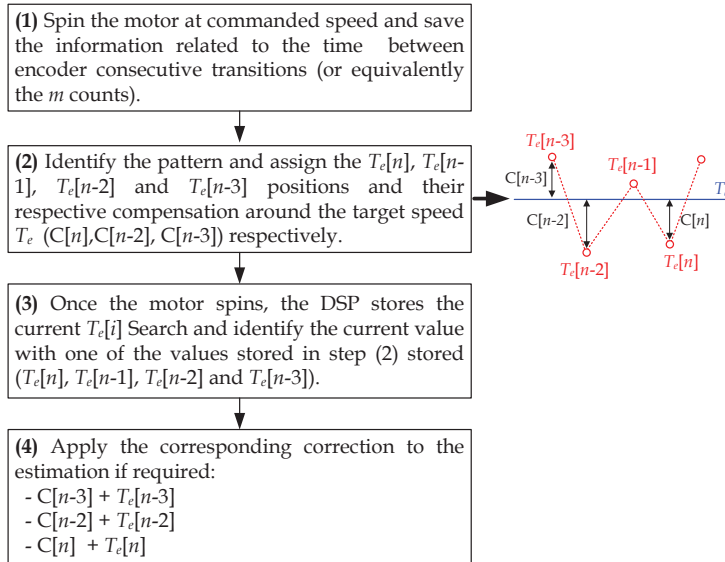 (1) Spin the motor at commanded speed and save
the information related to the time between
encoder consecutive transitions (or equivalently
the m counts).
(2) Identify the pattern and assign the Te[n], Te[n-
1], Te[n-2] and Te[n-3] positions and their
respective compensation around the target speed
Te (C[n],C[n-2], C[n-3]) respectively.
Te[n-3]
Te[n-1]
C[n-3]
C[n-2]
C[n]
Te[n-2]
Te[n]
(3) Once the motor spins, the DSP stores the
current Te[i] Search and identify the current value
with one of the values stored in step (2) stored
(Te[n], Te[n-1], Te[n-2] and Te[n-3]).
(4) Apply the corresponding correction to the
estimation if required:
- C[n-3] + Te[n-3]
- C[n-2] + Te[n-2]
- C[n] + Te[n]